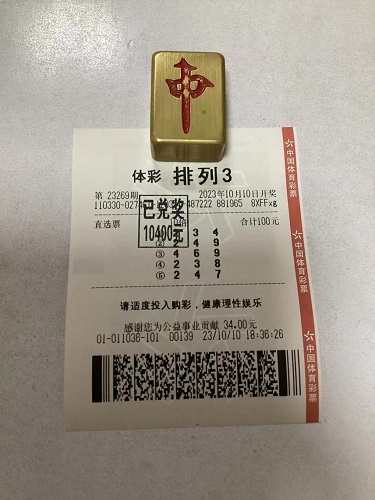 中
体彩 排列3
第 23269期 2023年10月10日开奖
487222 881965 8XFFxg
直选票 10倍 合计100元
已兑奖
10400元
3 4
② 2 4 9
③ 4 6 9
④ 2 3 8
⑤ 2 4 7
请适度投入购彩，健康理性娱乐
感谢您为公益事业贡献 34.00元
01-011036-101 00139 23/10/10 18:36:26
中国体育彩票
中国体育彩票
中国体育彩票